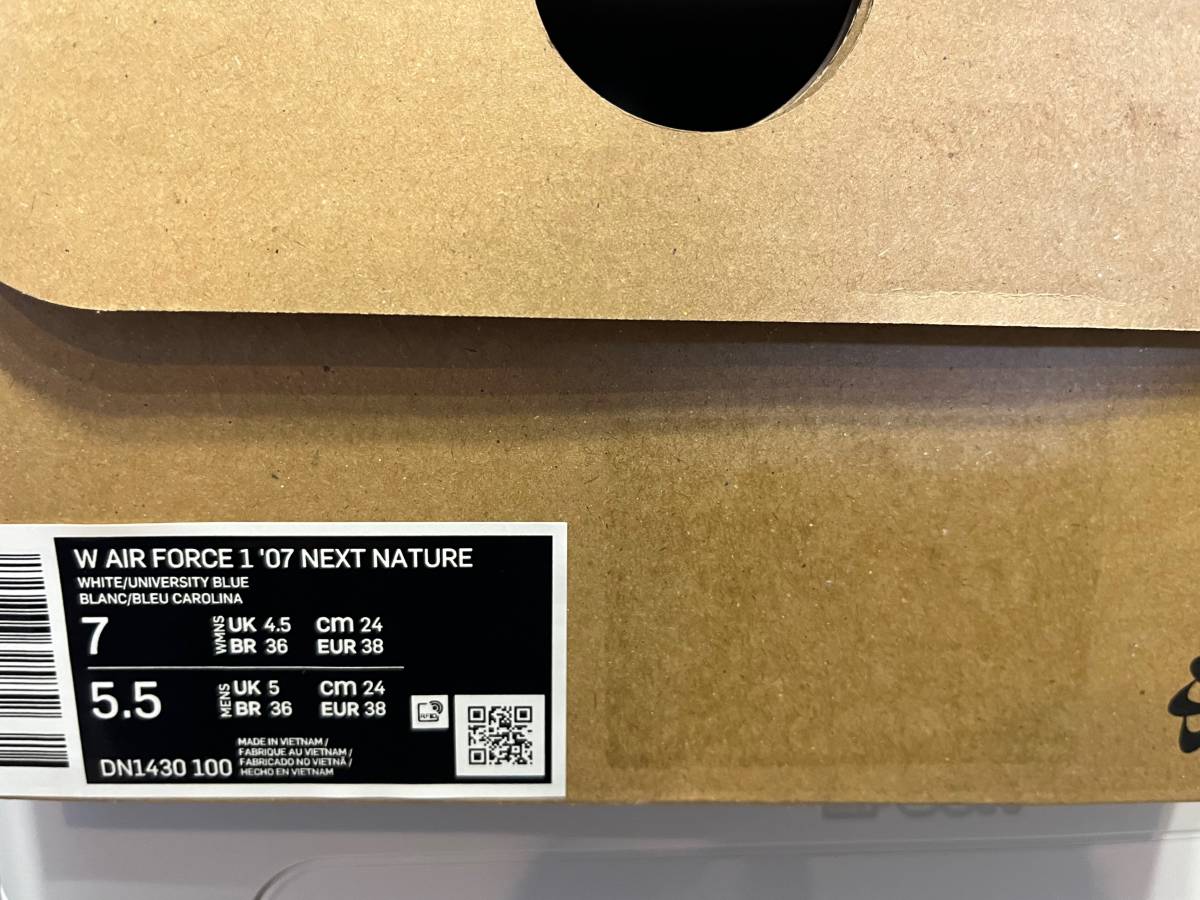 W AIR FORCE 1 '07 NEXT NATURE
WHITE/UNIVERSITY BLUE
BLANC/BLEU CAROLINA
7 WMNS UK 4.5 cm 24
BR 36 EUR 38
5.5 MENS UK 5 cm 24
BR 36 EUR 38
RFID
MADE IN VIETNAM /
FABRIQUE AU VIETNAM /
FABRICADO NO VIETNÃ /
HECHO EN VIETNAM
DN1430 100